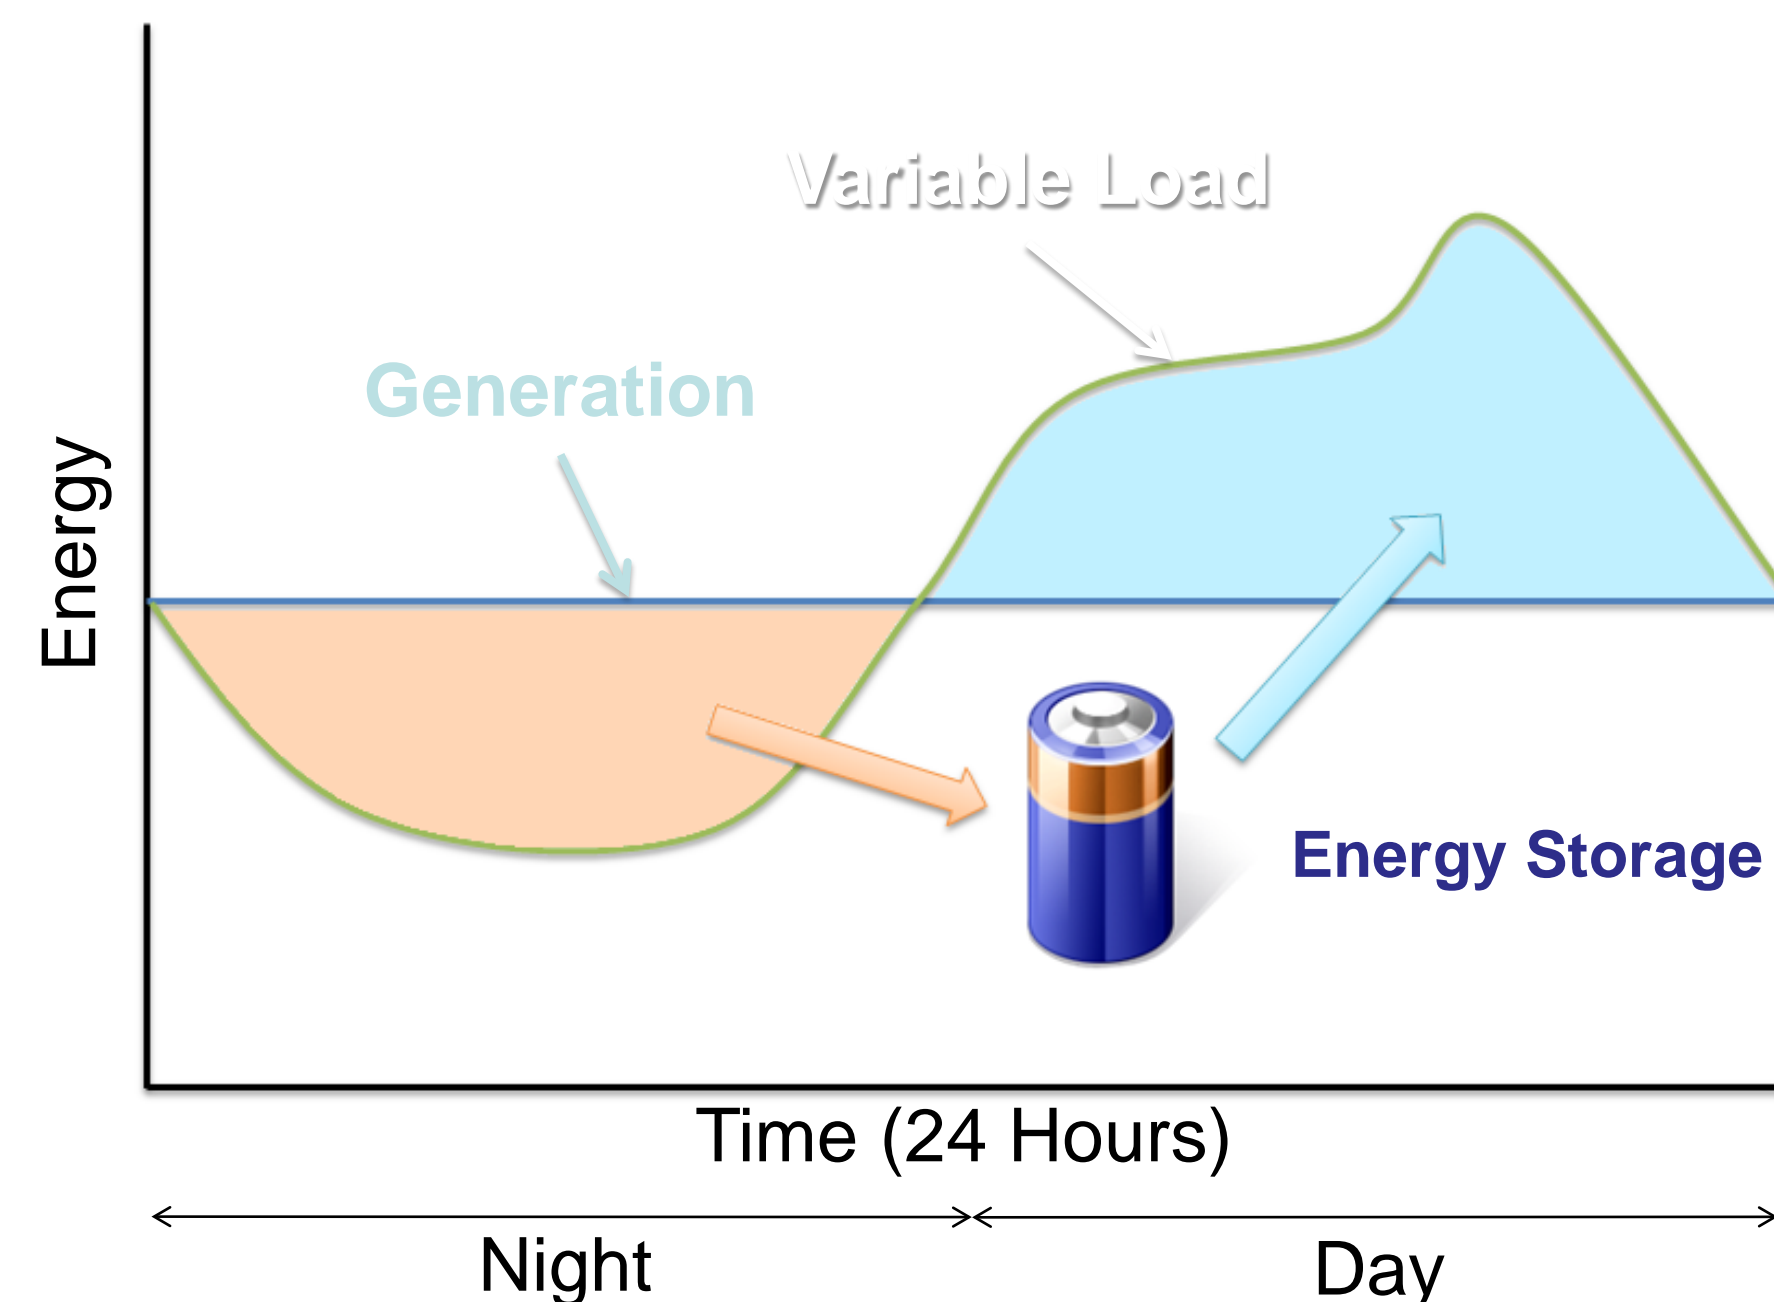 Variable Load
Generation
Energy
Energy Storage
Time (24 Hours)
Night
Day